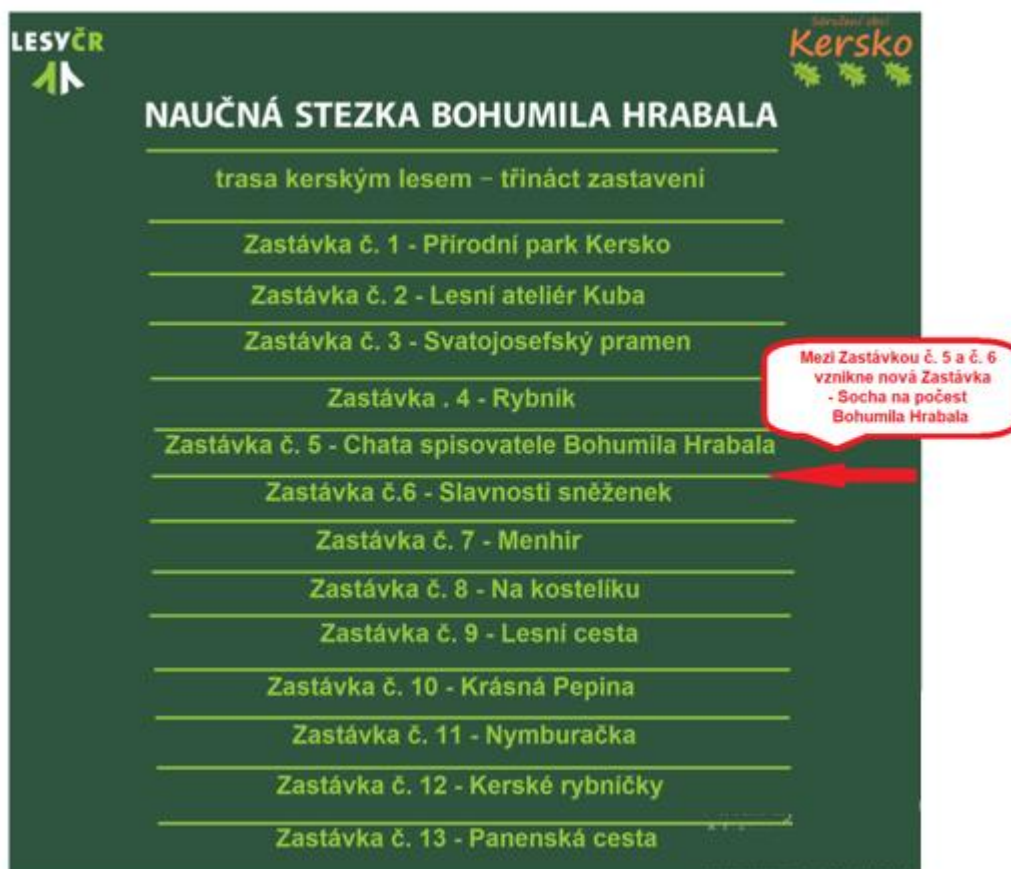 LESYČR
Sdružení obcí
Kersko
NAUČNÁ STEZKA BOHUMILA HRABALA
trasa kerským lesem – třináct zastavení
Zastávka č. 1 - Přírodní park Kersko
Zastávka č. 2 - Lesní ateliér Kuba
Zastávka č. 3 - Svatojosefský pramen
Zastávka . 4 - Rybník
Zastávka č. 5 - Chata spisovatele Bohumila Hrabala
Mezi Zastávkou č. 5 a č. 6
vznikne nová Zastávka
- Socha na počest
Bohumila Hrabala
Zastávka č.6 - Slavnosti sněženek
Zastávka č. 7 - Menhir
Zastávka č. 8 - Na kostelíku
Zastávka č. 9 - Lesní cesta
Zastávka č. 10 - Krásná Pepina
Zastávka č. 11 - Nymburačka
Zastávka č. 12 - Kerské rybníčky
Zastávka č. 13 - Panenská cesta